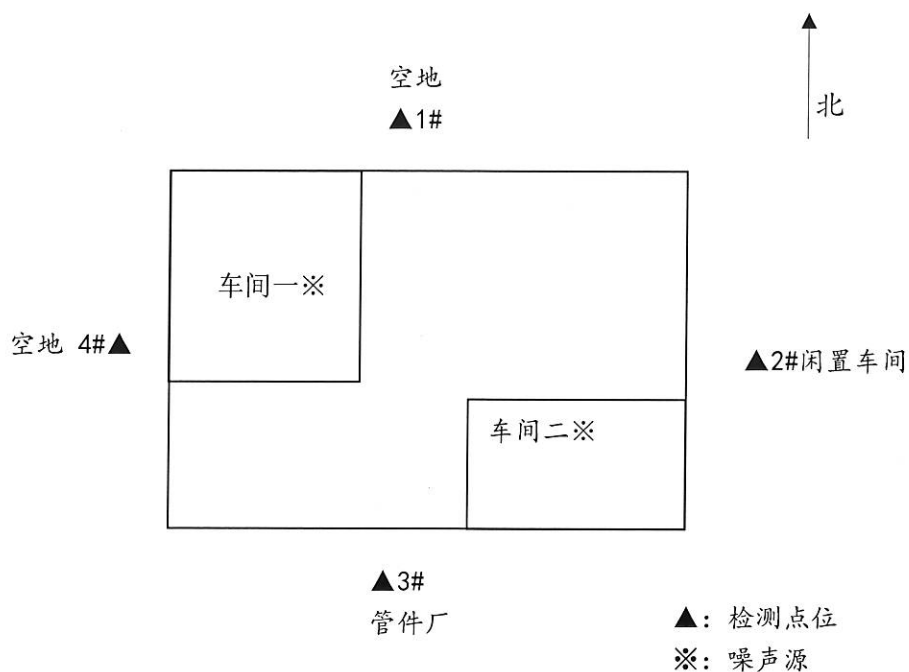 空地
▲1#
北
车间一※
空地 4#▲
▲2#闲置车间
车间二※
▲3#
管件厂
▲：检测点位
※：噪声源